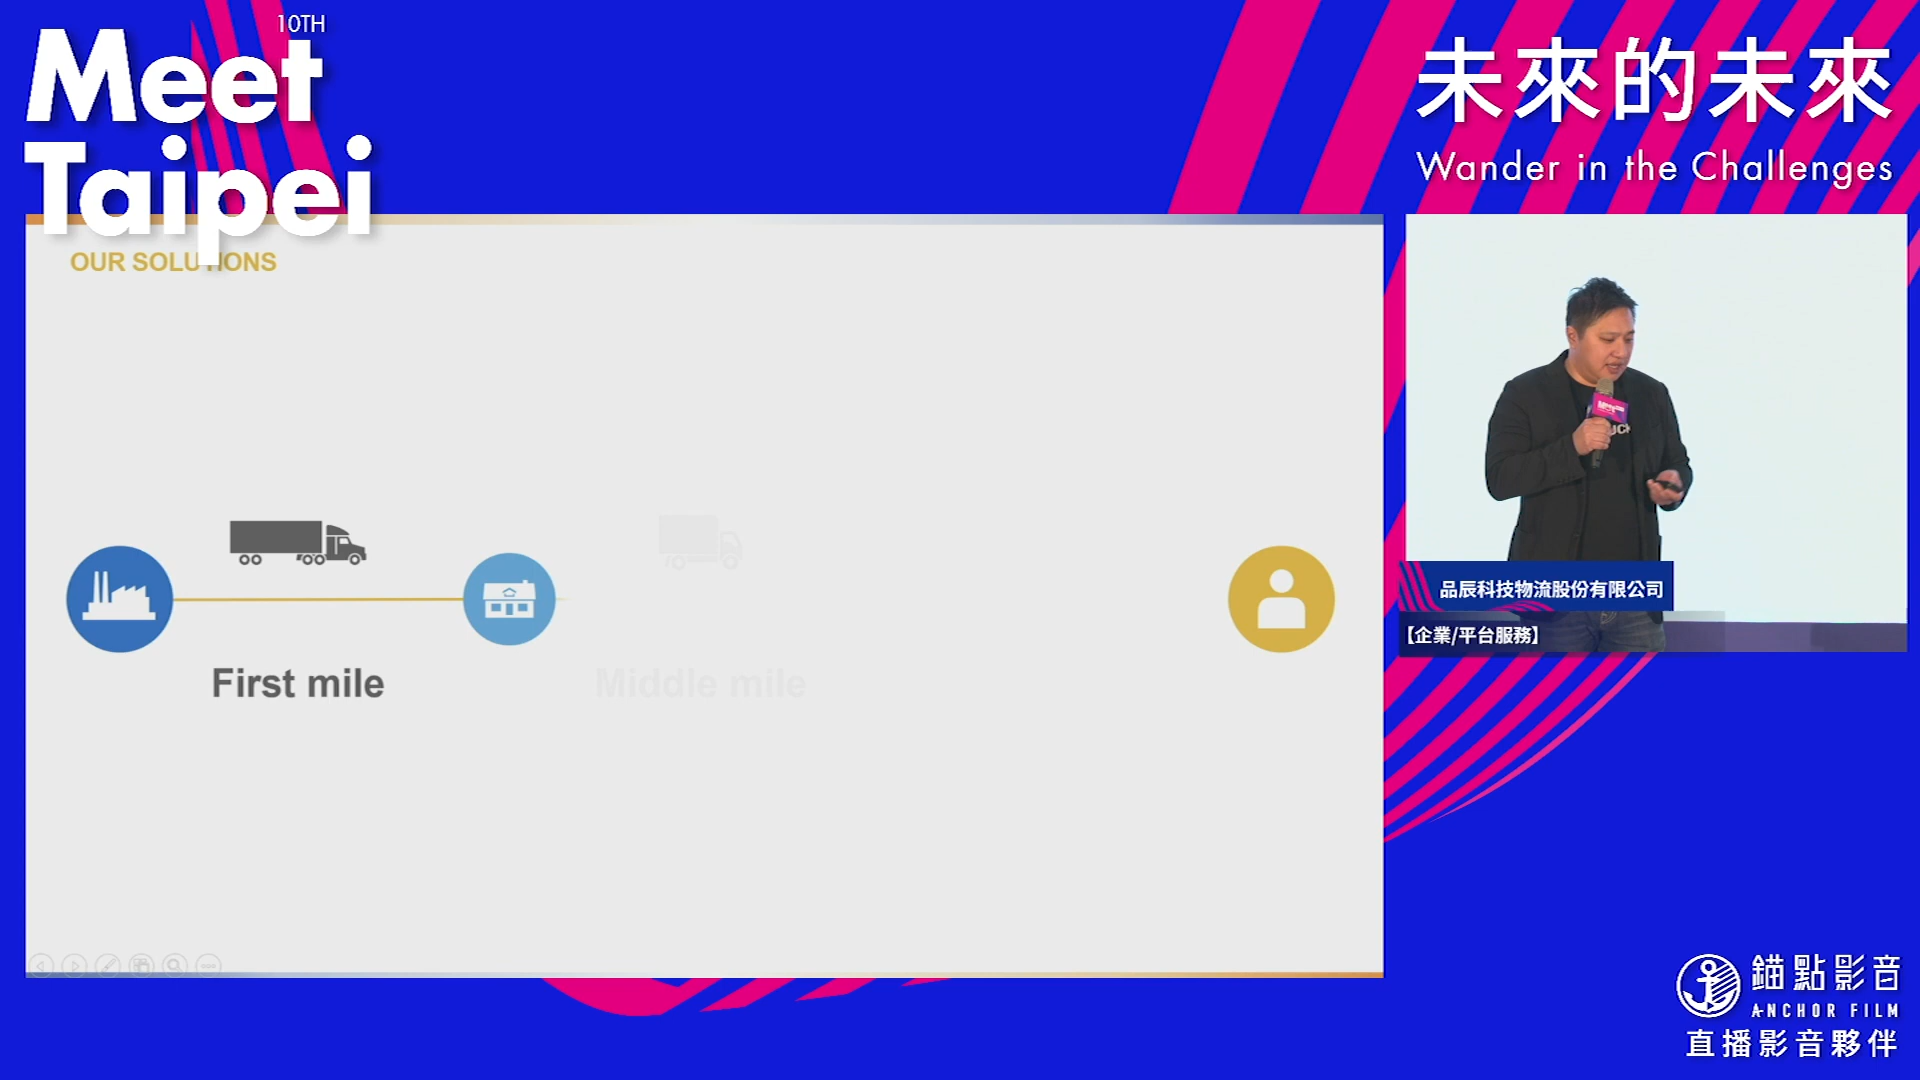 10TH
Meet
Taipei
未來的未來
Wander in the Challenges
OUR SOLUTIONS
First mile
Middle mile
品辰科技物流股份有限公司
【企業/平台服務】
錨點影音
ANCHOR FILM
直播影音夥伴